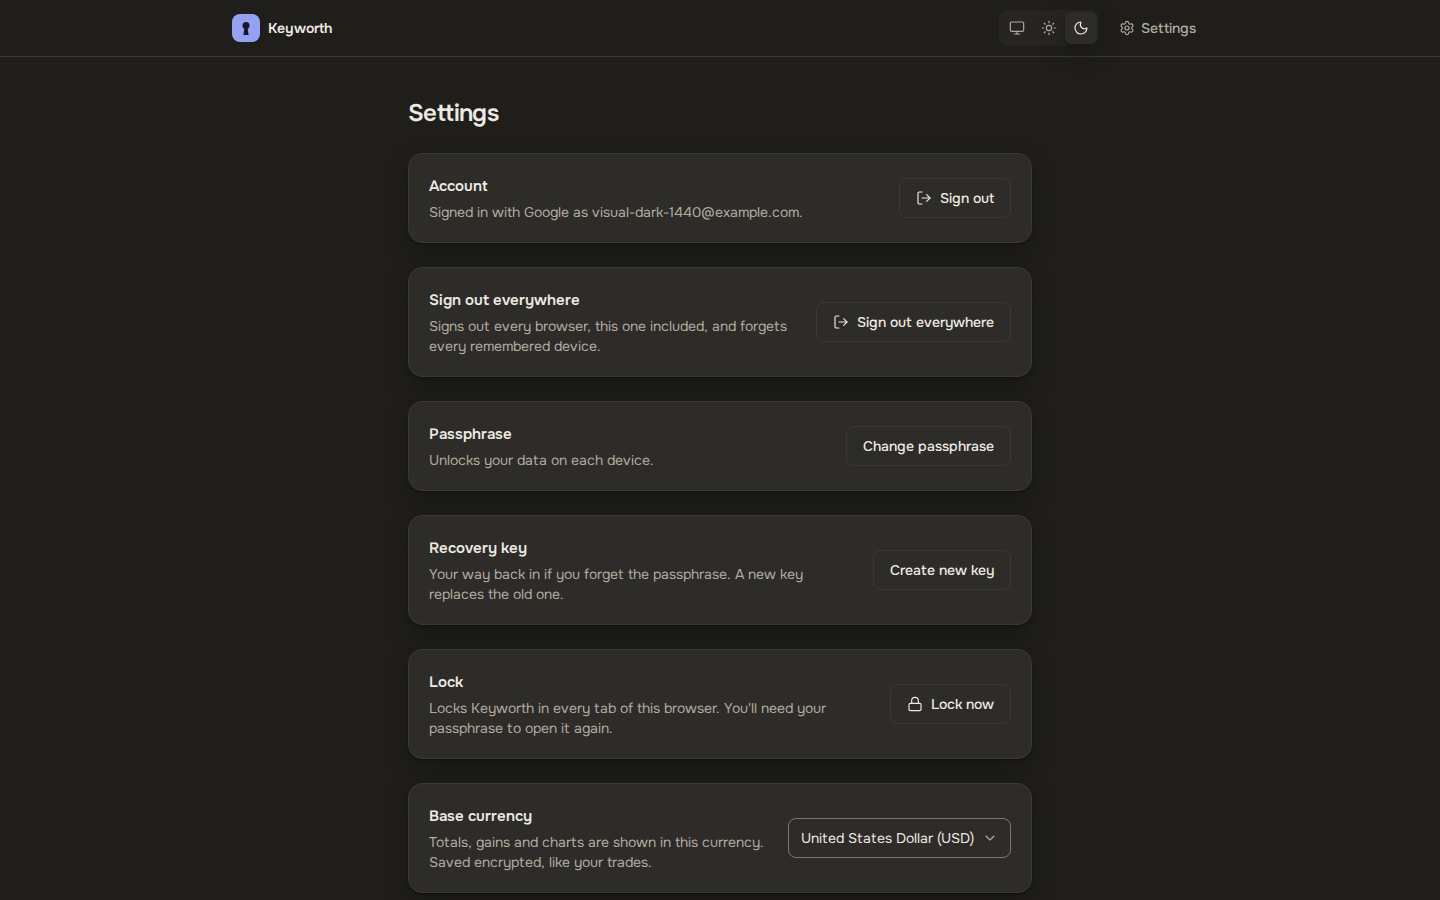 Keyworth
Settings
Settings
Account
Signed in with Google as visual-dark-1440@example.com.
Sign out
Sign out everywhere
Signs out every browser, this one included, and forgets
every remembered device.
Sign out everywhere
Passphrase
Unlocks your data on each device.
Change passphrase
Recovery key
Your way back in if you forget the passphrase. A new key
replaces the old one.
Create new key
Lock
Locks Keyworth in every tab of this browser. You'll need your
passphrase to open it again.
Lock now
Base currency
Totals, gains and charts are shown in this currency.
Saved encrypted, like your trades.
United States Dollar (USD)